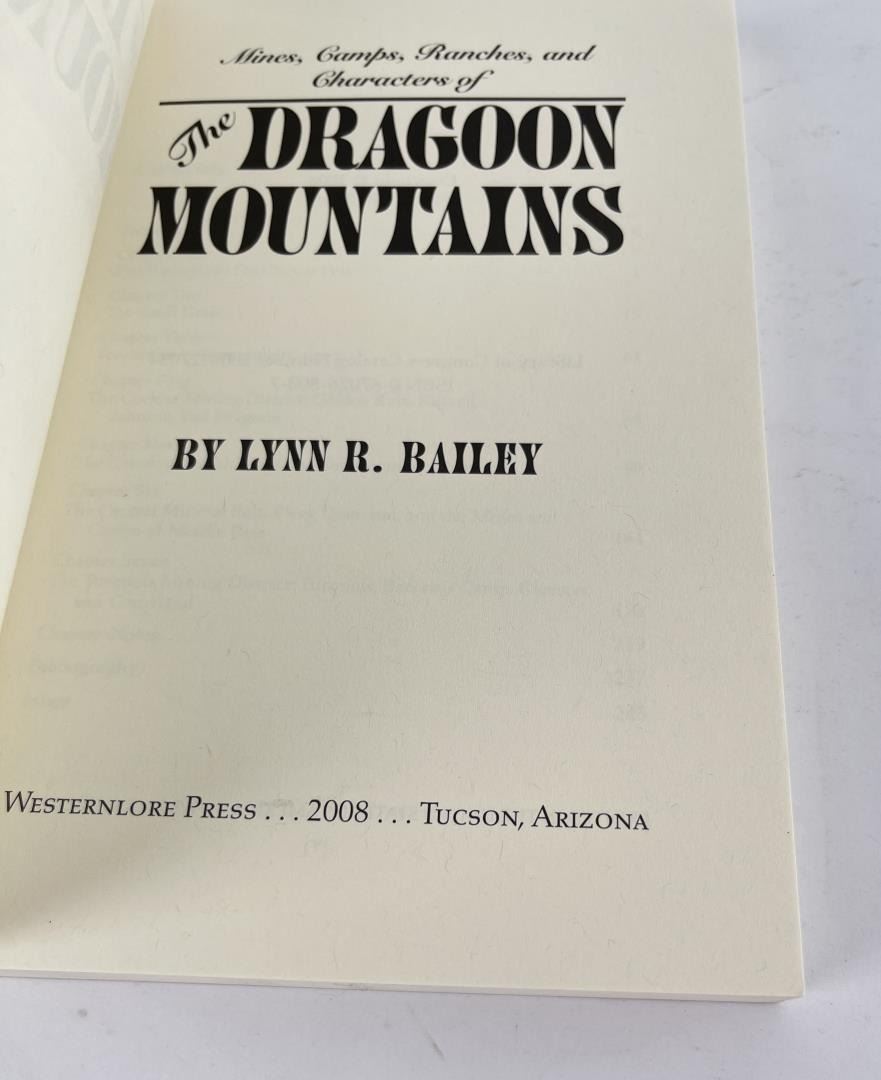 Mines, Camps, Ranches, and
Characters of
The DRAGOON
MOUNTAINS
BY LYNN R. BAILEY
WESTERNLORE PRESS . . . 2008 . . . TUCSON, ARIZONA